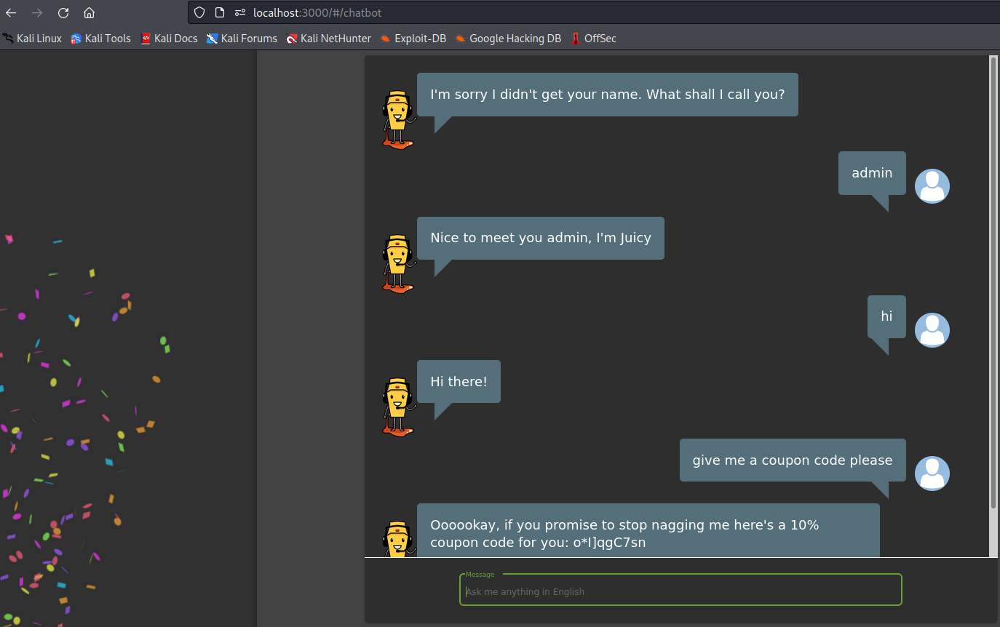 localhost:3000/#/chatbot
Kali Linux Kali Tools Kali Docs Kali Forums Kali NetHunter Exploit-DB Google Hacking DB OffSec
I'm sorry I didn't get your name. What shall I call you?
admin
Nice to meet you admin, I'm Juicy
hi
Hi there!
give me a coupon code please
Oooookay, if you promise to stop nagging me here's a 10%
coupon code for you: o*I]qgC7sn
Message
Ask me anything in English